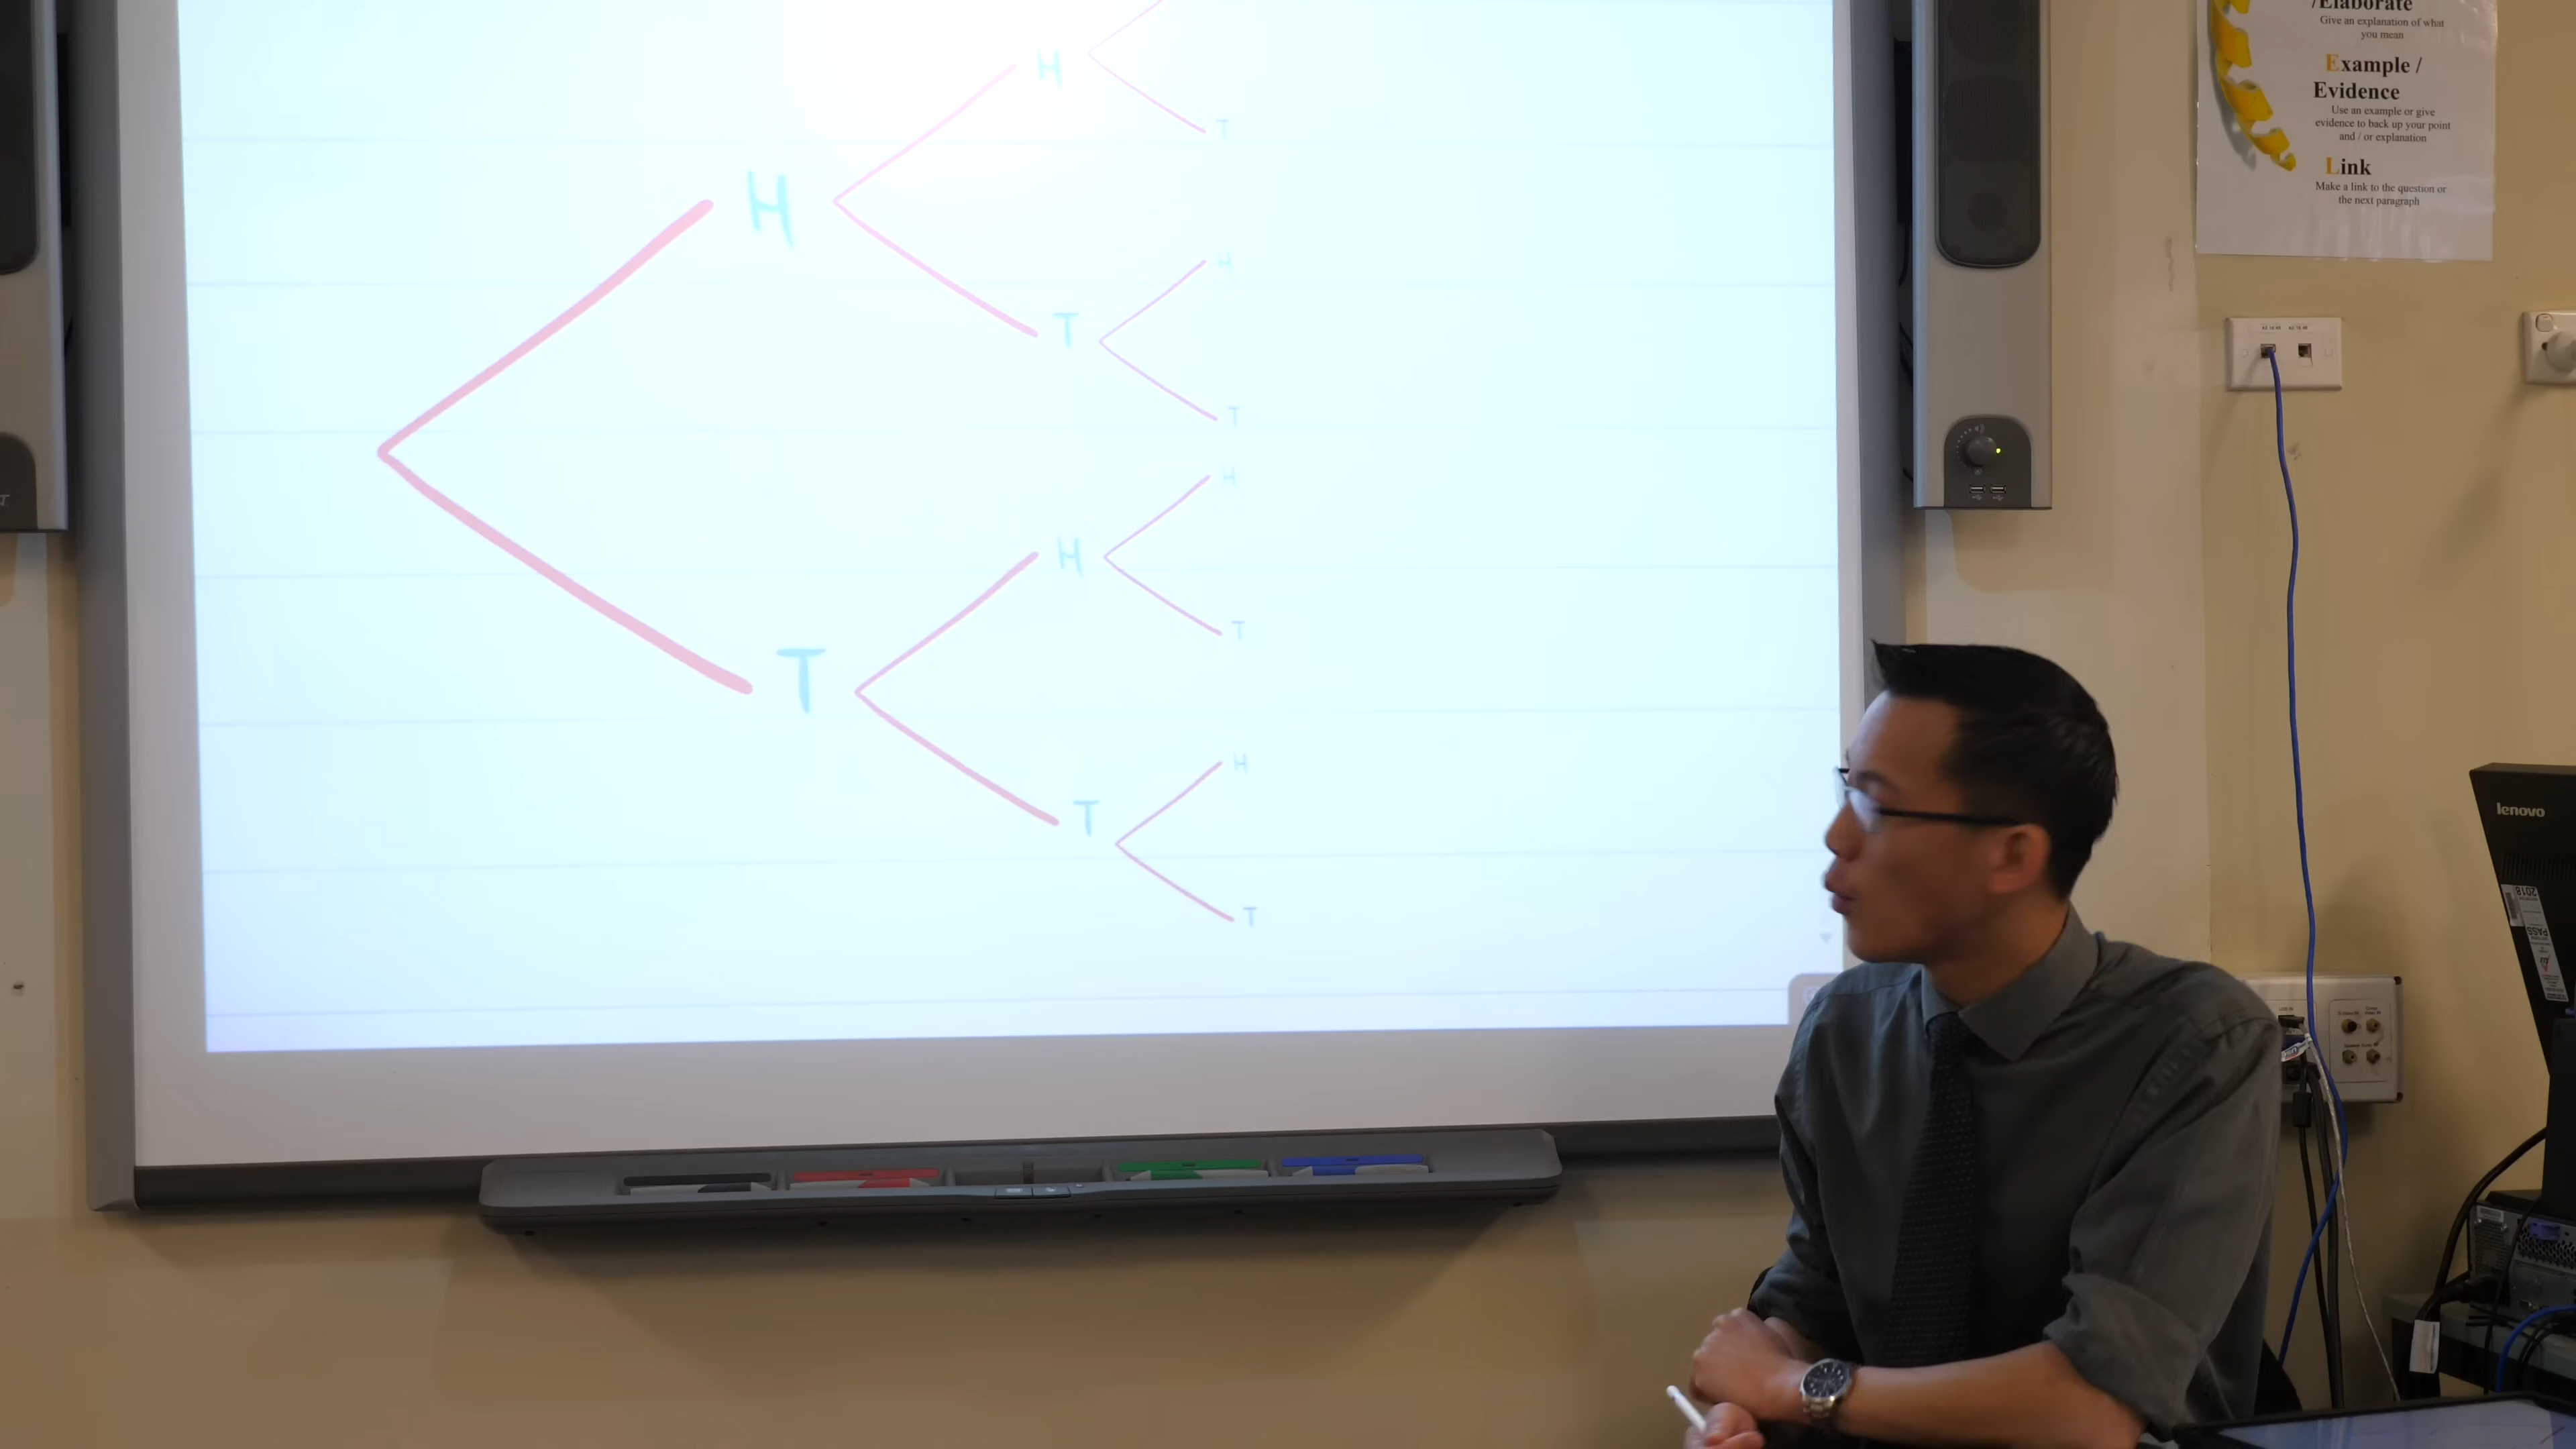 H
T
H
H
T
T
H
H
T
T
H
T
T
/Elaborate
Give an explanation of what
you mean
Example /
Evidence
Use an example or give
evidence to back up your point
and / or explanation
Link
Make a link to the question or
the next paragraph
lenovo
PASS